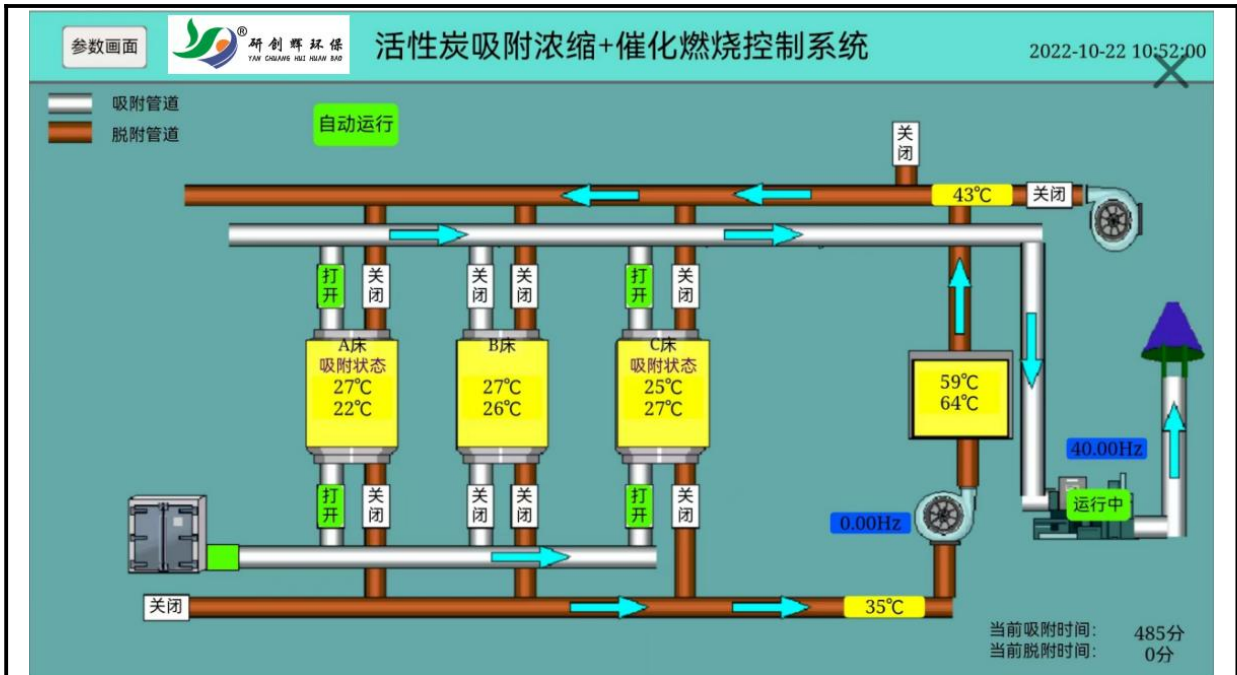 参数画面
研创辉环保
YAN CHUANG HUI HUAN BAO
®
活性炭吸附浓缩+催化燃烧控制系统
2022-10-22 10:52:00
吸附管道
脱附管道
自动运行
关闭
43℃
关闭
打开
关闭
关闭
关闭
打开
关闭
A床
吸附状态
27℃
22℃
B床
27℃
26℃
C床
吸附状态
25℃
27℃
59℃
64℃
40.00Hz
运行中
打开
关闭
关闭
关闭
打开
关闭
0.00Hz
关闭
35℃
当前吸附时间: 485分
当前脱附时间: 0分